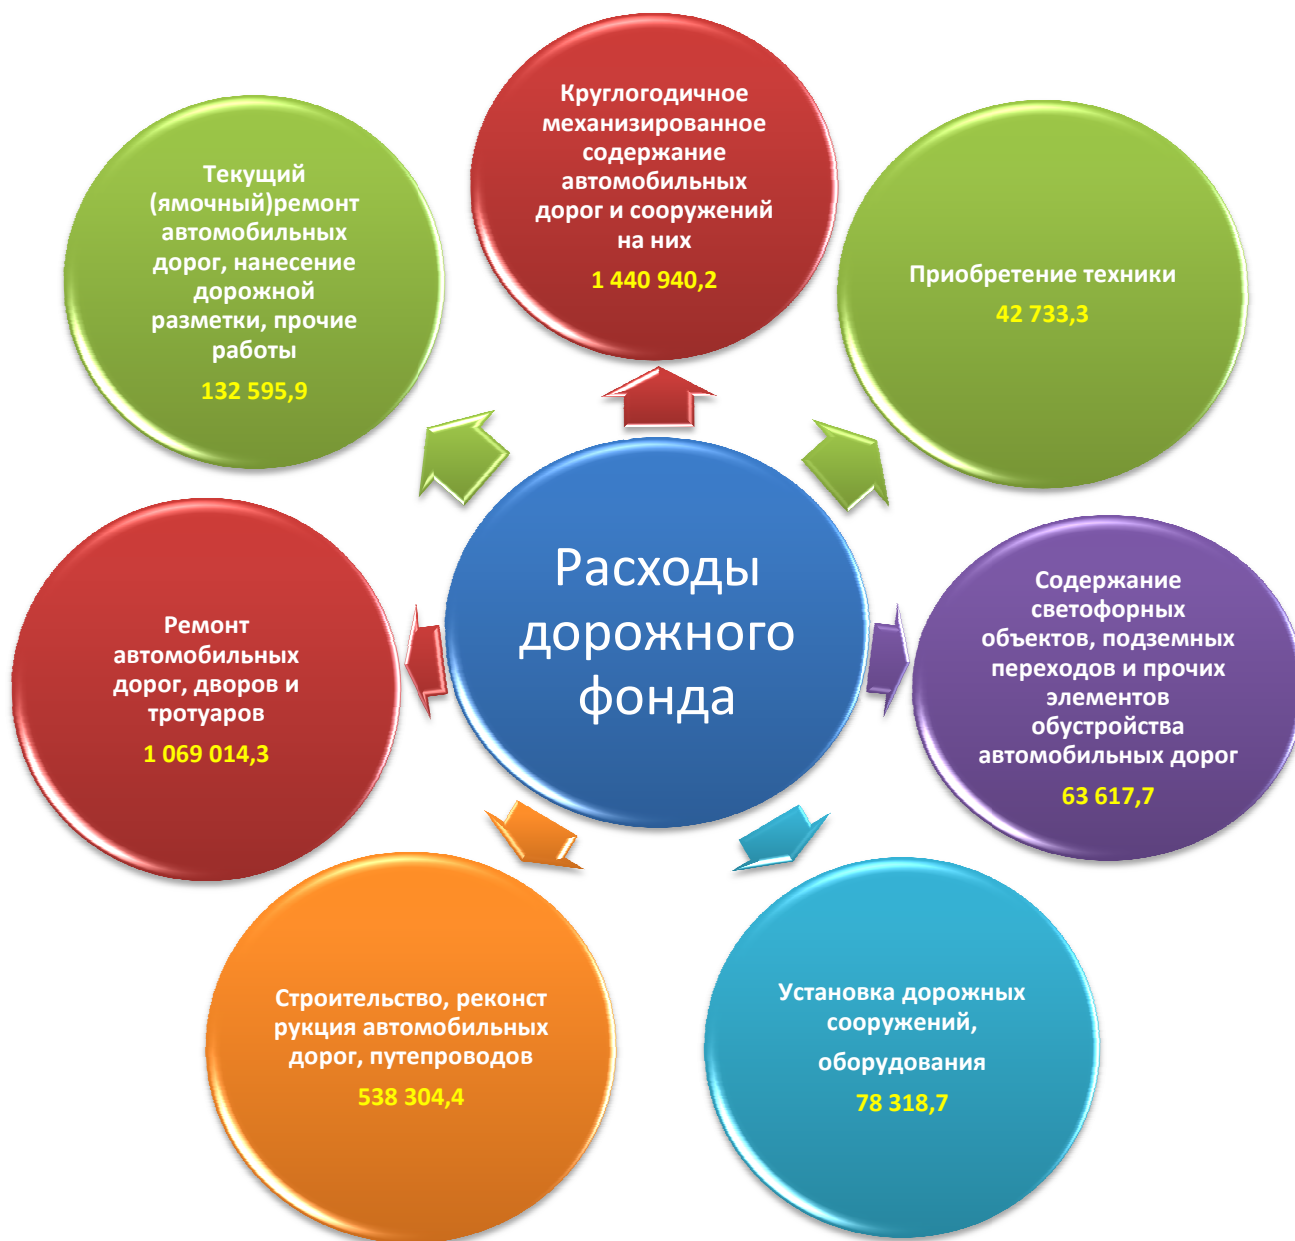 Круглогодичное
механизированное
содержание
автомобильных
дорог и сооружений
на них
1 440 940,2
Приобретение техники
42 733,3
Содержание
светофорных
объектов, подземных
переходов и прочих
элементов
обустройства
автомобильных дорог
63 617,7
Установка дорожных
сооружений,
оборудования
78 318,7
Строительство, реконст
рукция автомобильных
дорог, путепроводов
538 304,4
Ремонт
автомобильных
дорог, дворов и
тротуаров
1 069 014,3
Текущий
(ямочный)ремонт
автомобильных
дорог, нанесение
дорожной
разметки, прочие
работы
132 595,9
Расходы
дорожного
фонда